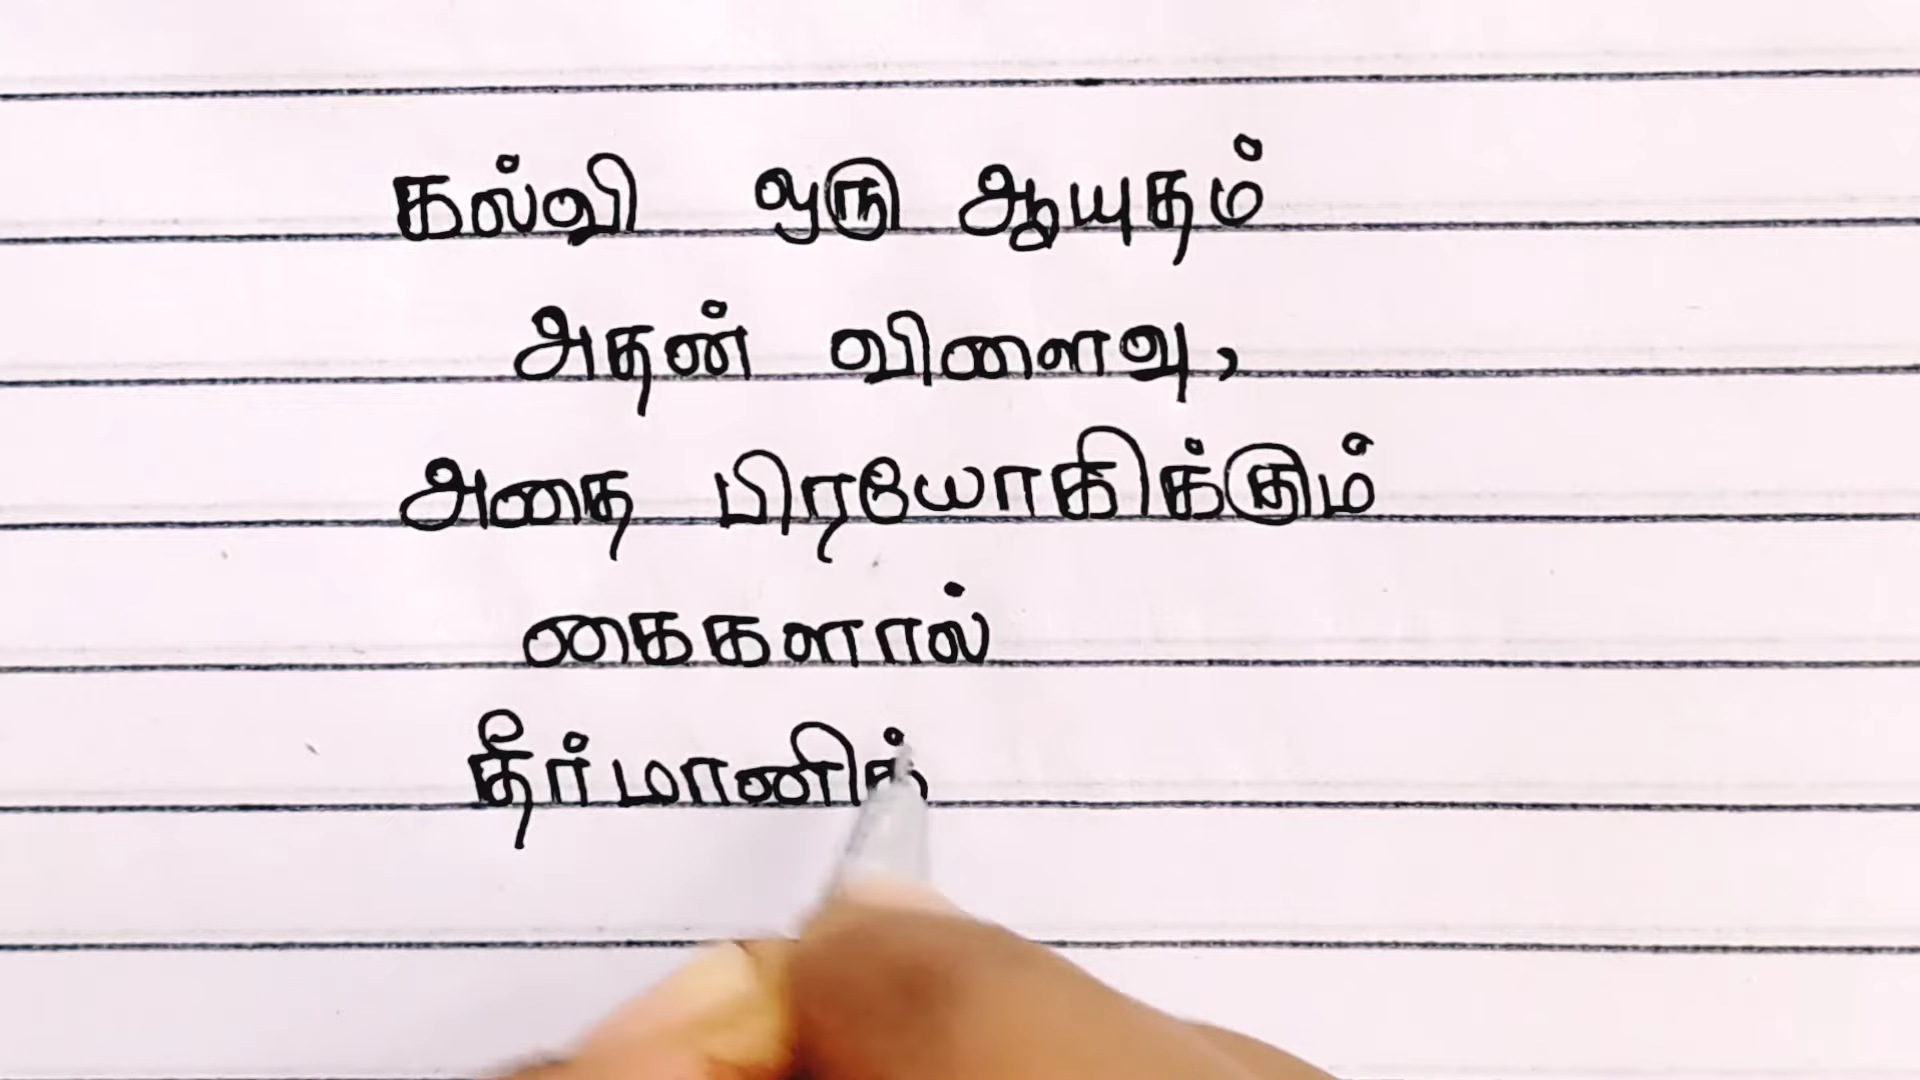 கல்வி ஒரு ஆயுதம்
அதன் விளைவு,
அதை பிரயோகிக்கும்
கைகளால்
தீர்மானிக்